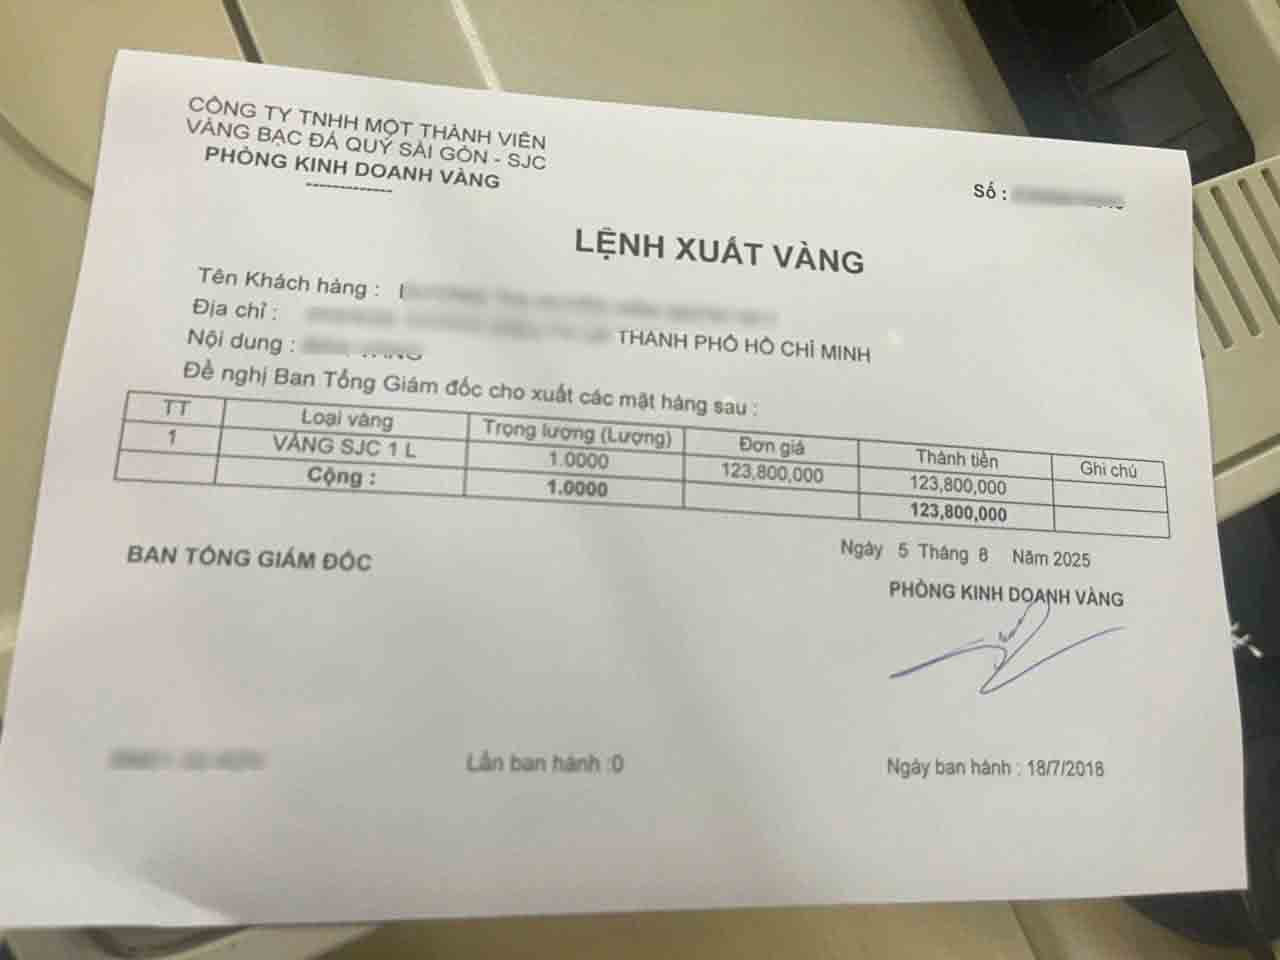 CÔNG TY TNHH MỘT THÀNH VIÊN
VÀNG BẠC ĐÁ QUÝ SÀI GÒN - SJC
PHÒNG KINH DOANH VÀNG
-------------
Số :
LỆNH XUẤT VÀNG
Tên Khách hàng :
Địa chỉ : THÀNH PHỐ HỒ CHÍ MINH
Nội dung :
Đề nghị Ban Tổng Giám đốc cho xuất các mặt hàng sau :
TT Loại vàng Trọng lượng (Lượng) Đơn giá Thành tiền Ghi chú
1 VÀNG SJC 1 L 1.0000 123,800,000 123,800,000
Cộng : 1.0000 123,800,000
Ngày 5 Tháng 8 Năm 2025
BAN TỔNG GIÁM ĐỐC PHÒNG KINH DOANH VÀNG
Lần ban hành :0 Ngày ban hành : 18/7/2018